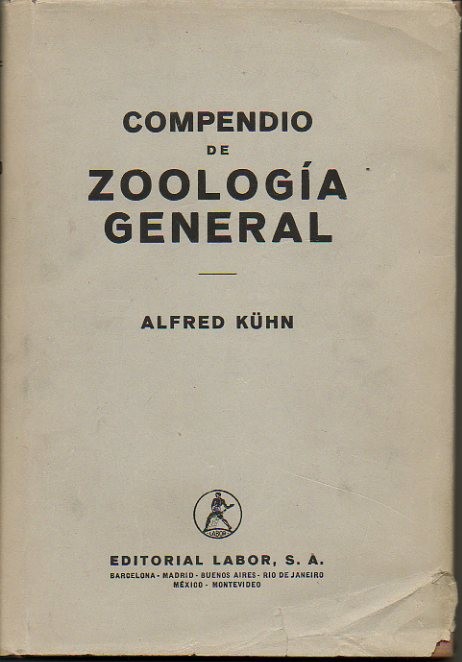 COMPENDIO
DE
ZOOLOGÍA
GENERAL
ALFRED KÜHN
LABOR
EDITORIAL LABOR, S. A.
BARCELONA - MADRID - BUENOS AIRES - RIO DE JANEIRO
MÉXICO - MONTEVIDEO